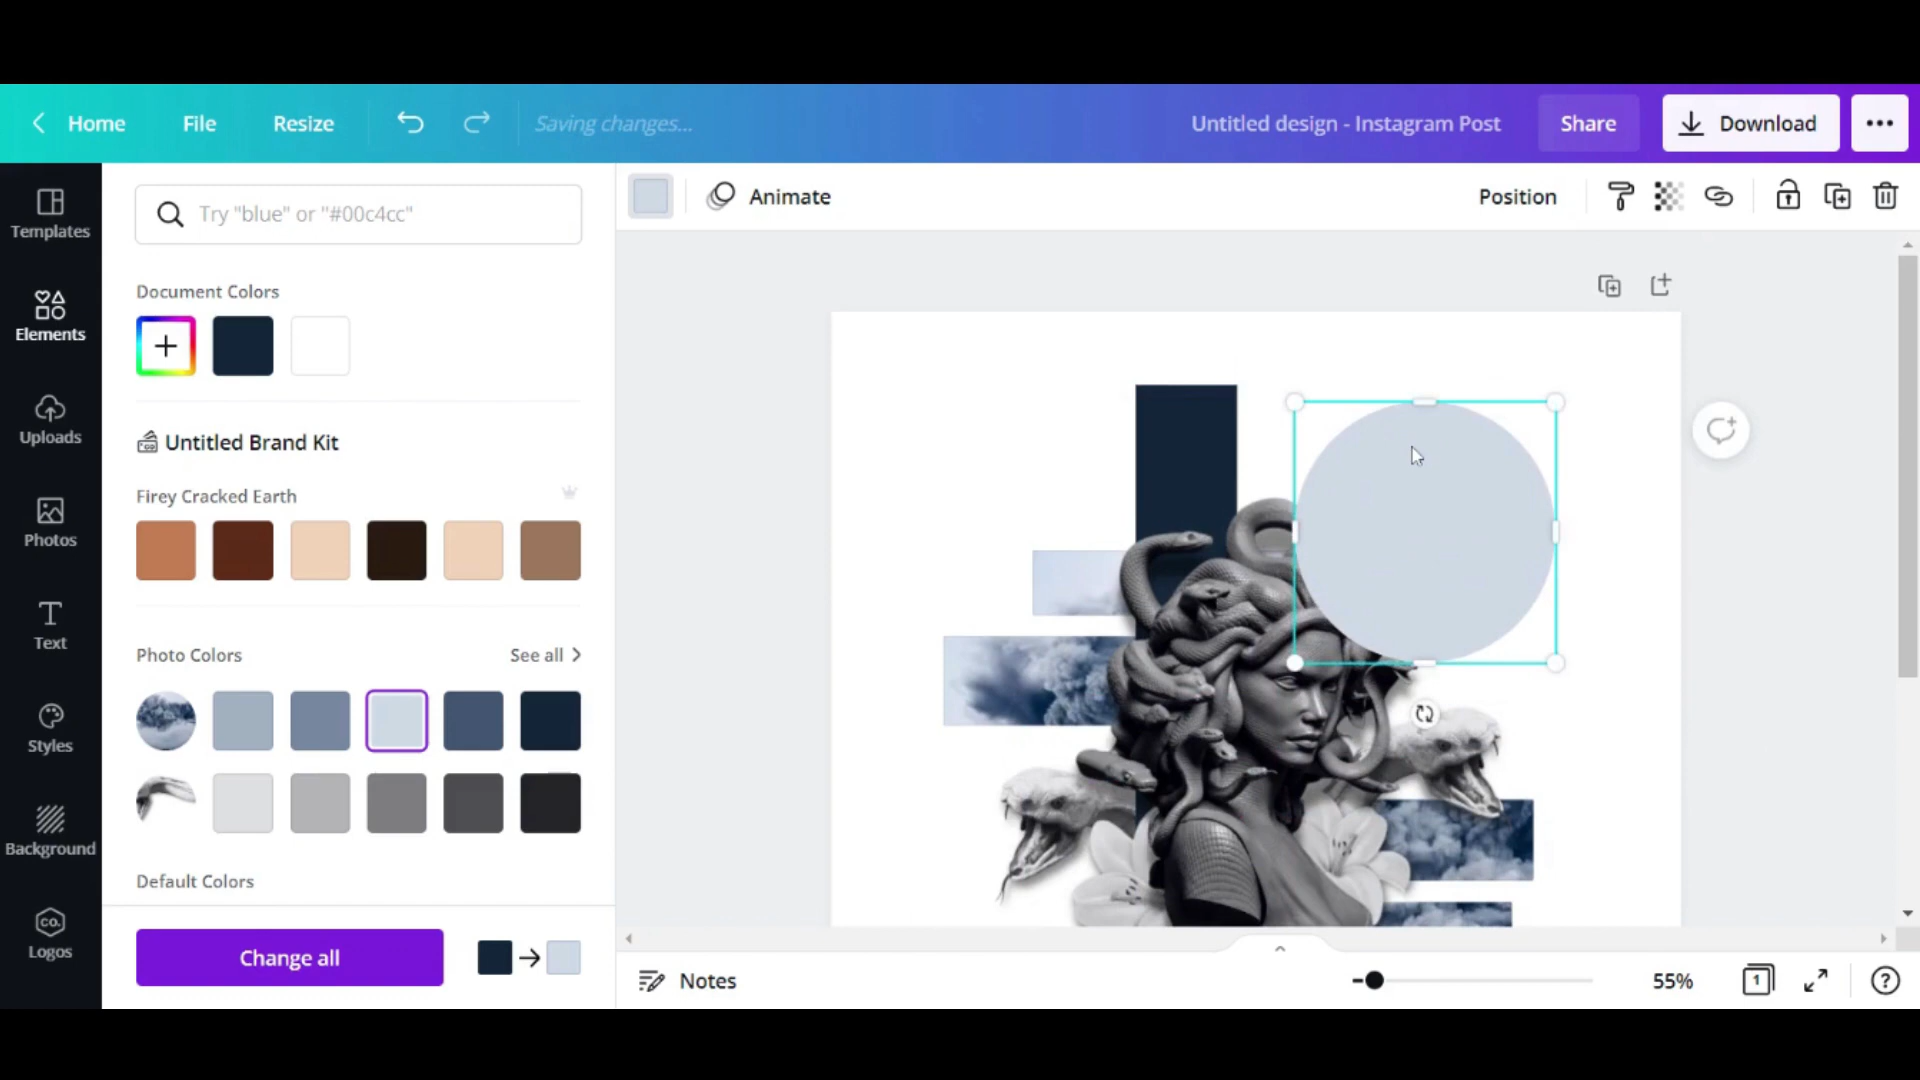 Home File Resize Saving changes... Untitled design - Instagram Post Share Download
Templates
Elements
Uploads
Photos
Text
Styles
Background
CO.
Logos
Try "blue" or "#00c4cc"
Document Colors
Untitled Brand Kit
Firey Cracked Earth
Photo Colors See all
Default Colors
Change all
Animate Position
Notes 55% 1 ?